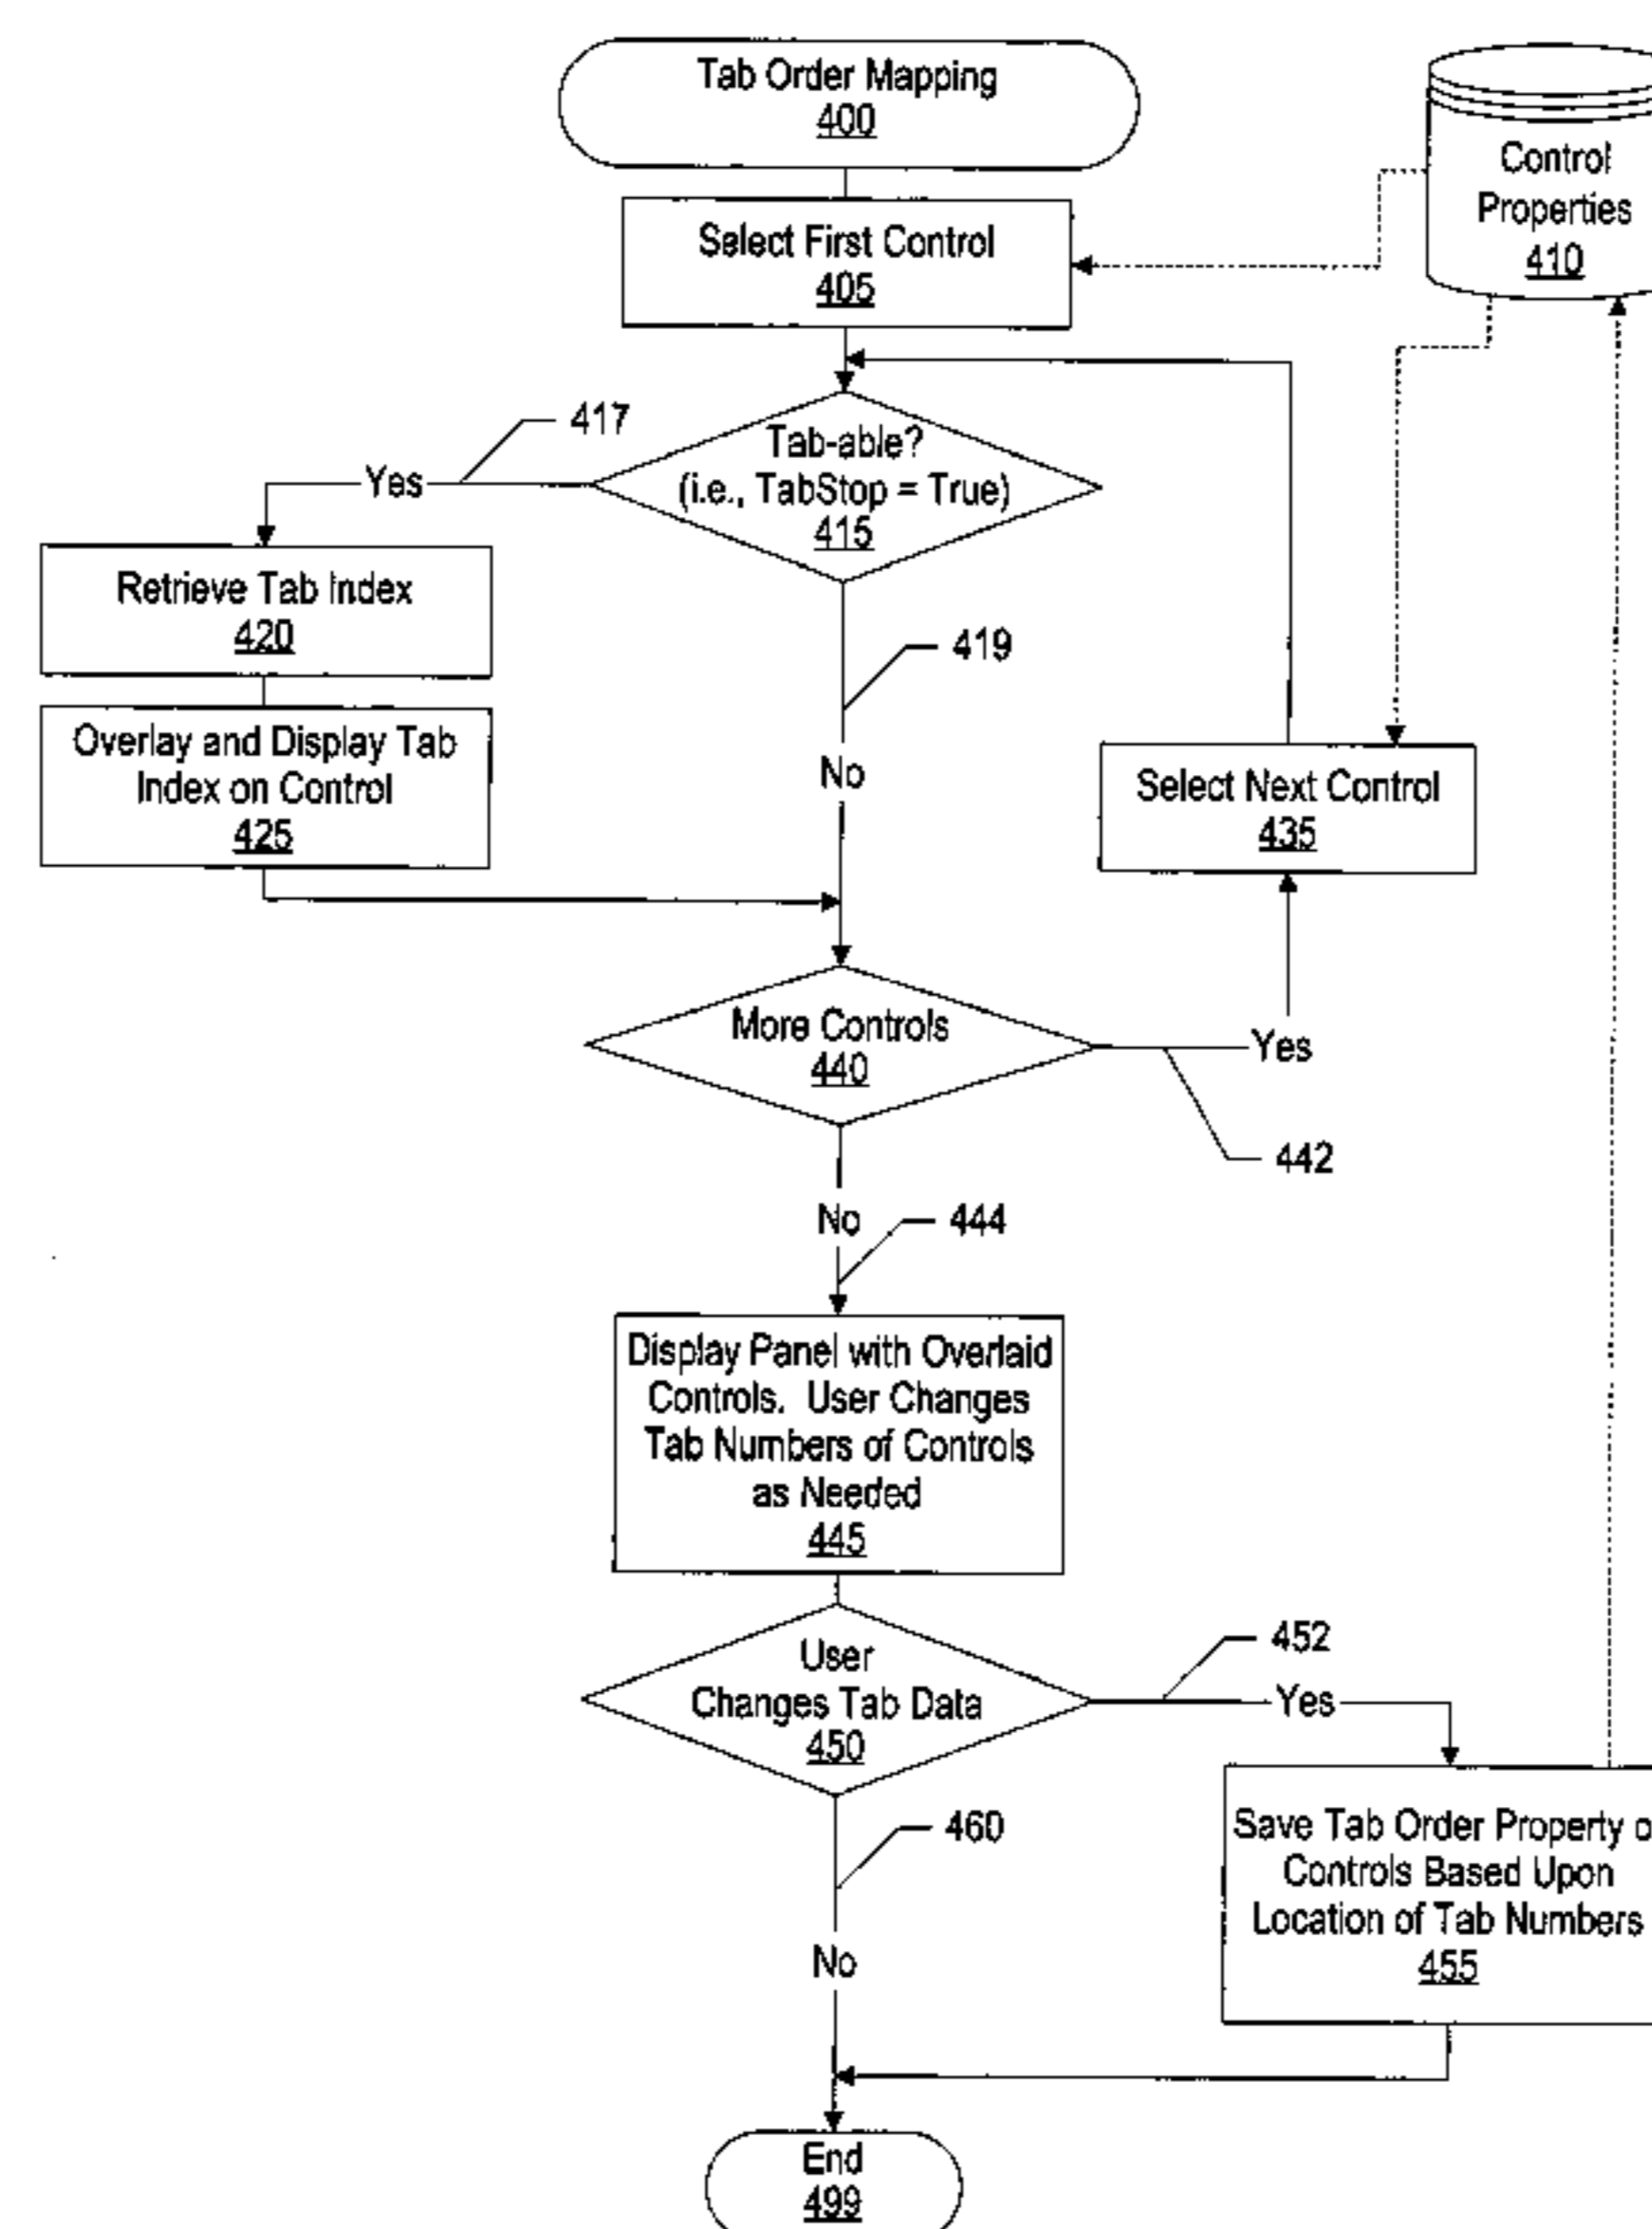 Tab Order Mapping
400
Control
Properties
410
Select First Control
405
417
Tab-able?
(i.e., TabStop = True)
415
Yes
Retrieve Tab Index
420
419
Overlay and Display Tab
Index on Control
425
No
Select Next Control
435
More Controls
440
Yes
442
No
444
Display Panel with Overlaid
Controls. User Changes
Tab Numbers of Controls
as Needed
445
User
Changes Tab Data
450
452
Yes
460
Save Tab Order Property
Controls Based Upon
Location of Tab Numbers
455
No
End
499